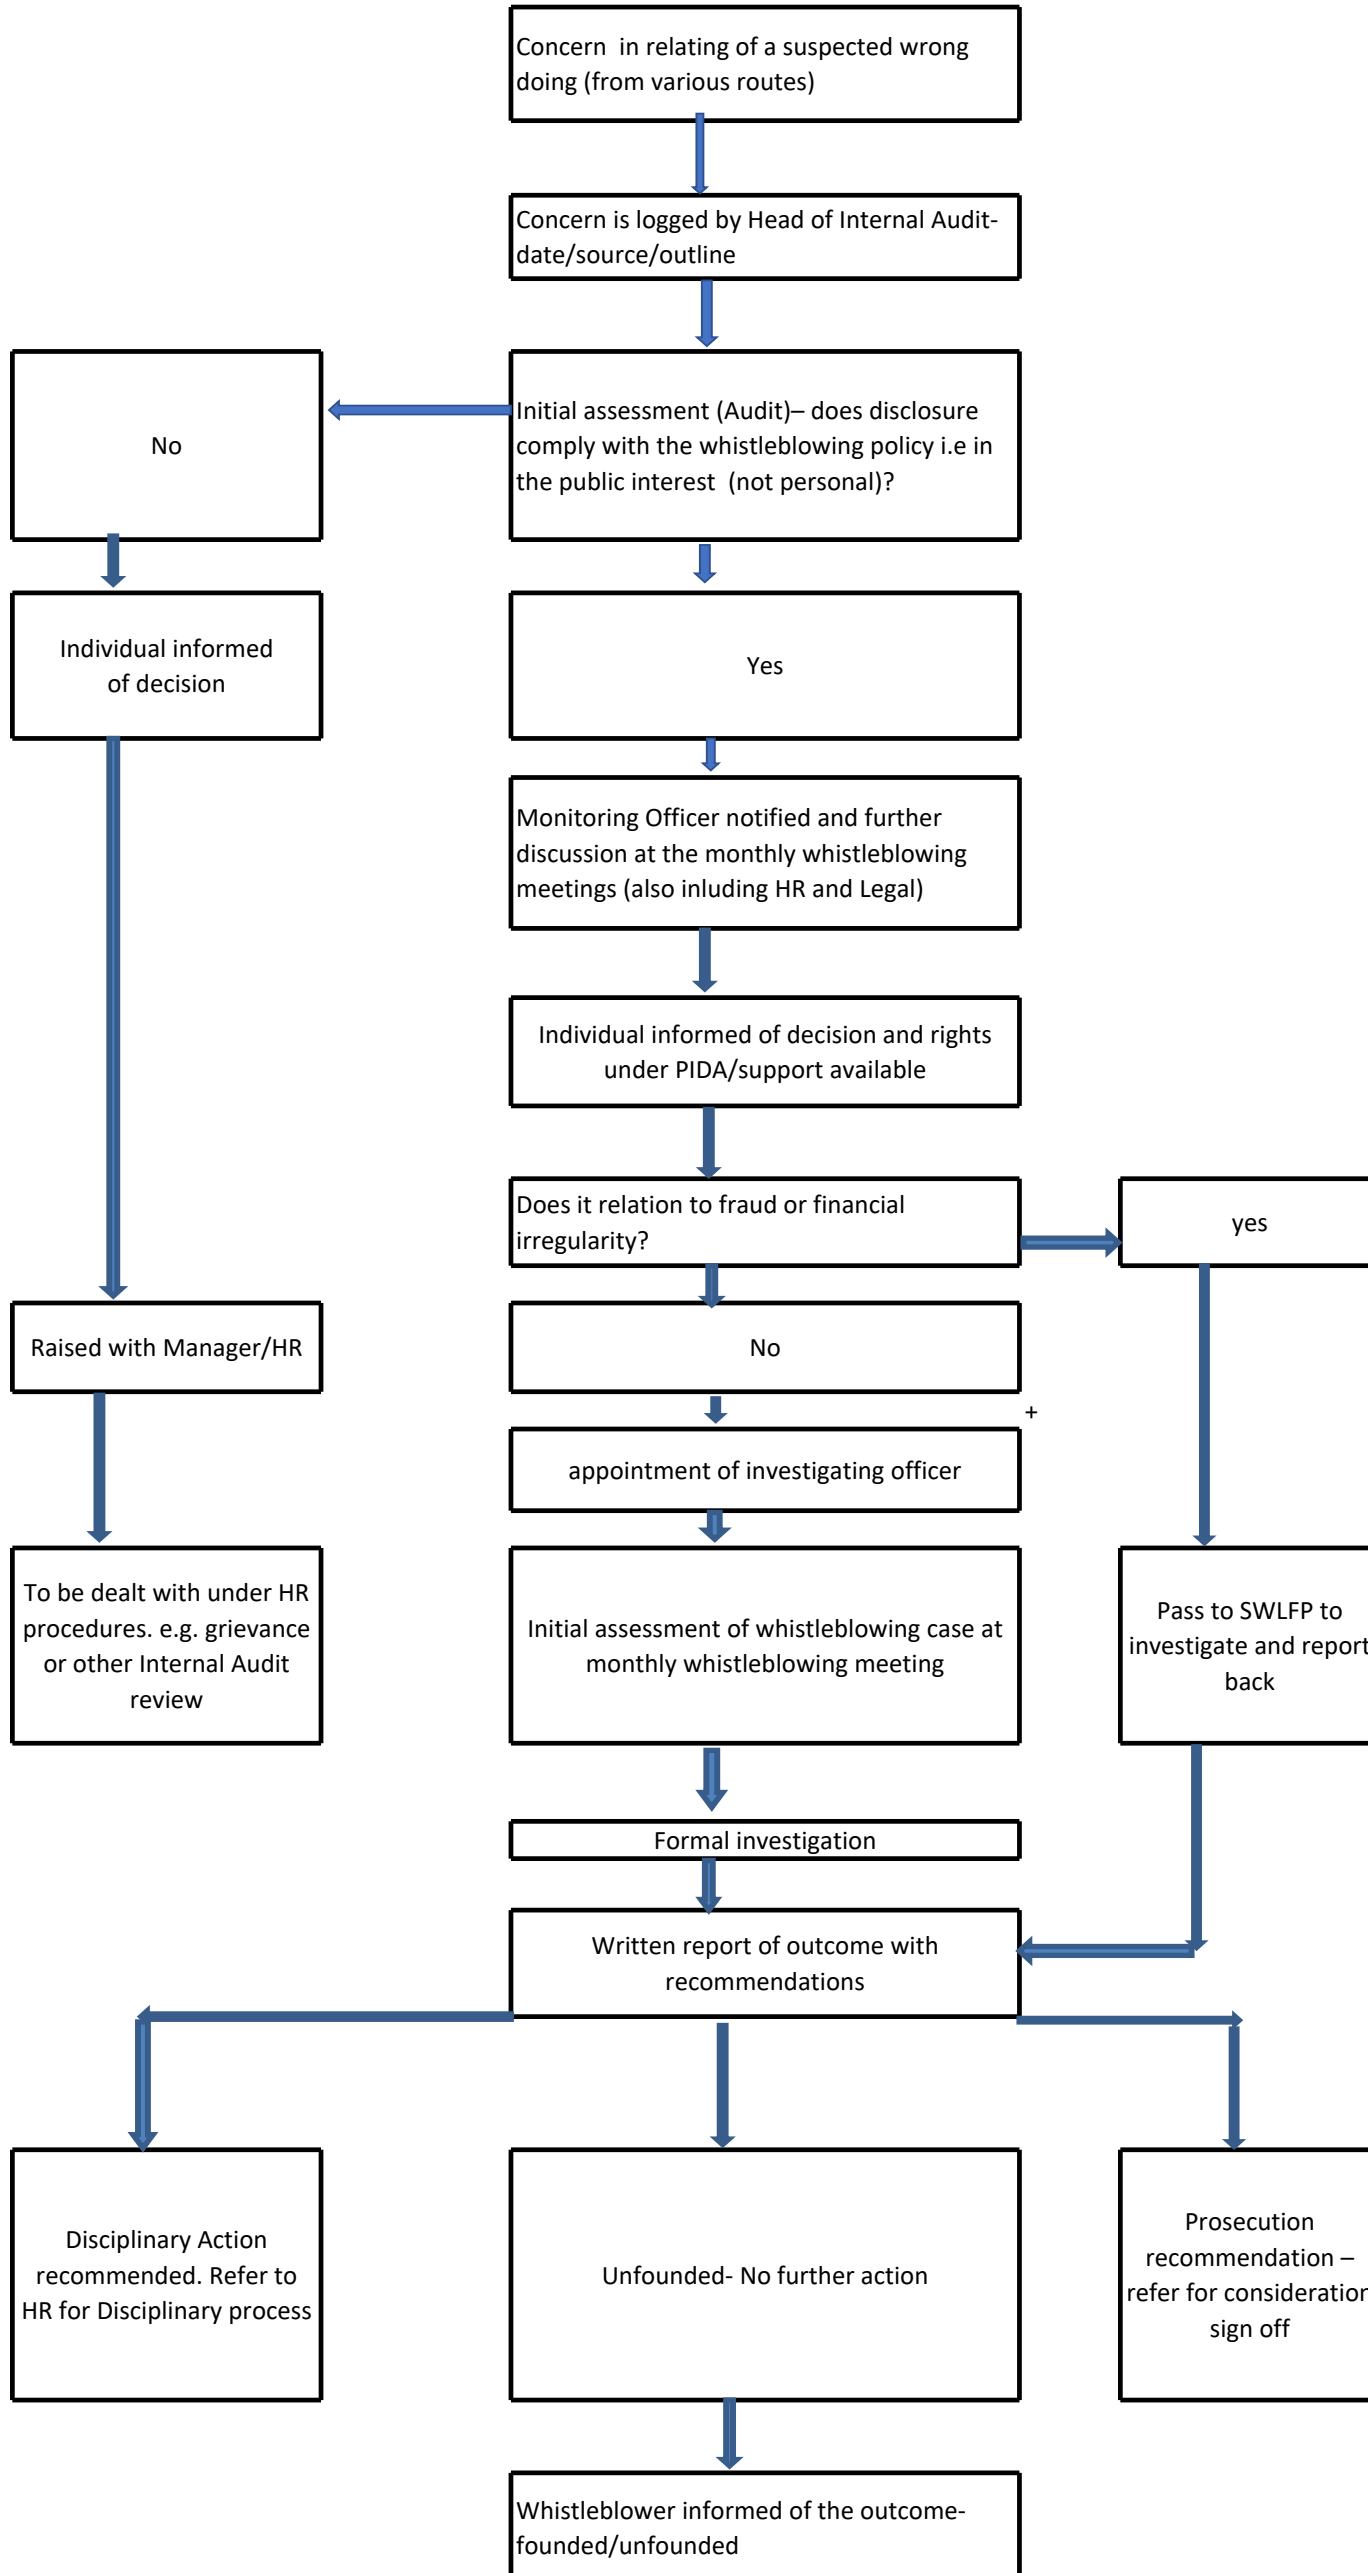 Concern  in relating of a suspected wrong
doing (from various routes)
Concern is logged by Head of Internal Audit-
date/source/outline
No
Initial assessment (Audit)– does disclosure
comply with the whistleblowing policy i.e in
the public interest  (not personal)?
Individual informed
of decision
Yes
Monitoring Officer notified and further
discussion at the monthly whistleblowing
meetings (also inluding HR and Legal)
Individual informed of decision and rights
under PIDA/support available
Does it relation to fraud or financial
irregularity?
yes
Raised with Manager/HR
No
+
appointment of investigating officer
To be dealt with under HR
procedures. e.g. grievance
or other Internal Audit
review
Initial assessment of whistleblowing case at
monthly whistleblowing meeting
Pass to SWLFP to
investigate and report
back
Formal investigation
Written report of outcome with
recommendations
Disciplinary Action
recommended. Refer to
HR for Disciplinary process
Unfounded- No further action
Prosecution
recommendation –
refer for consideration
sign off
Whistleblower informed of the outcome-
founded/unfounded